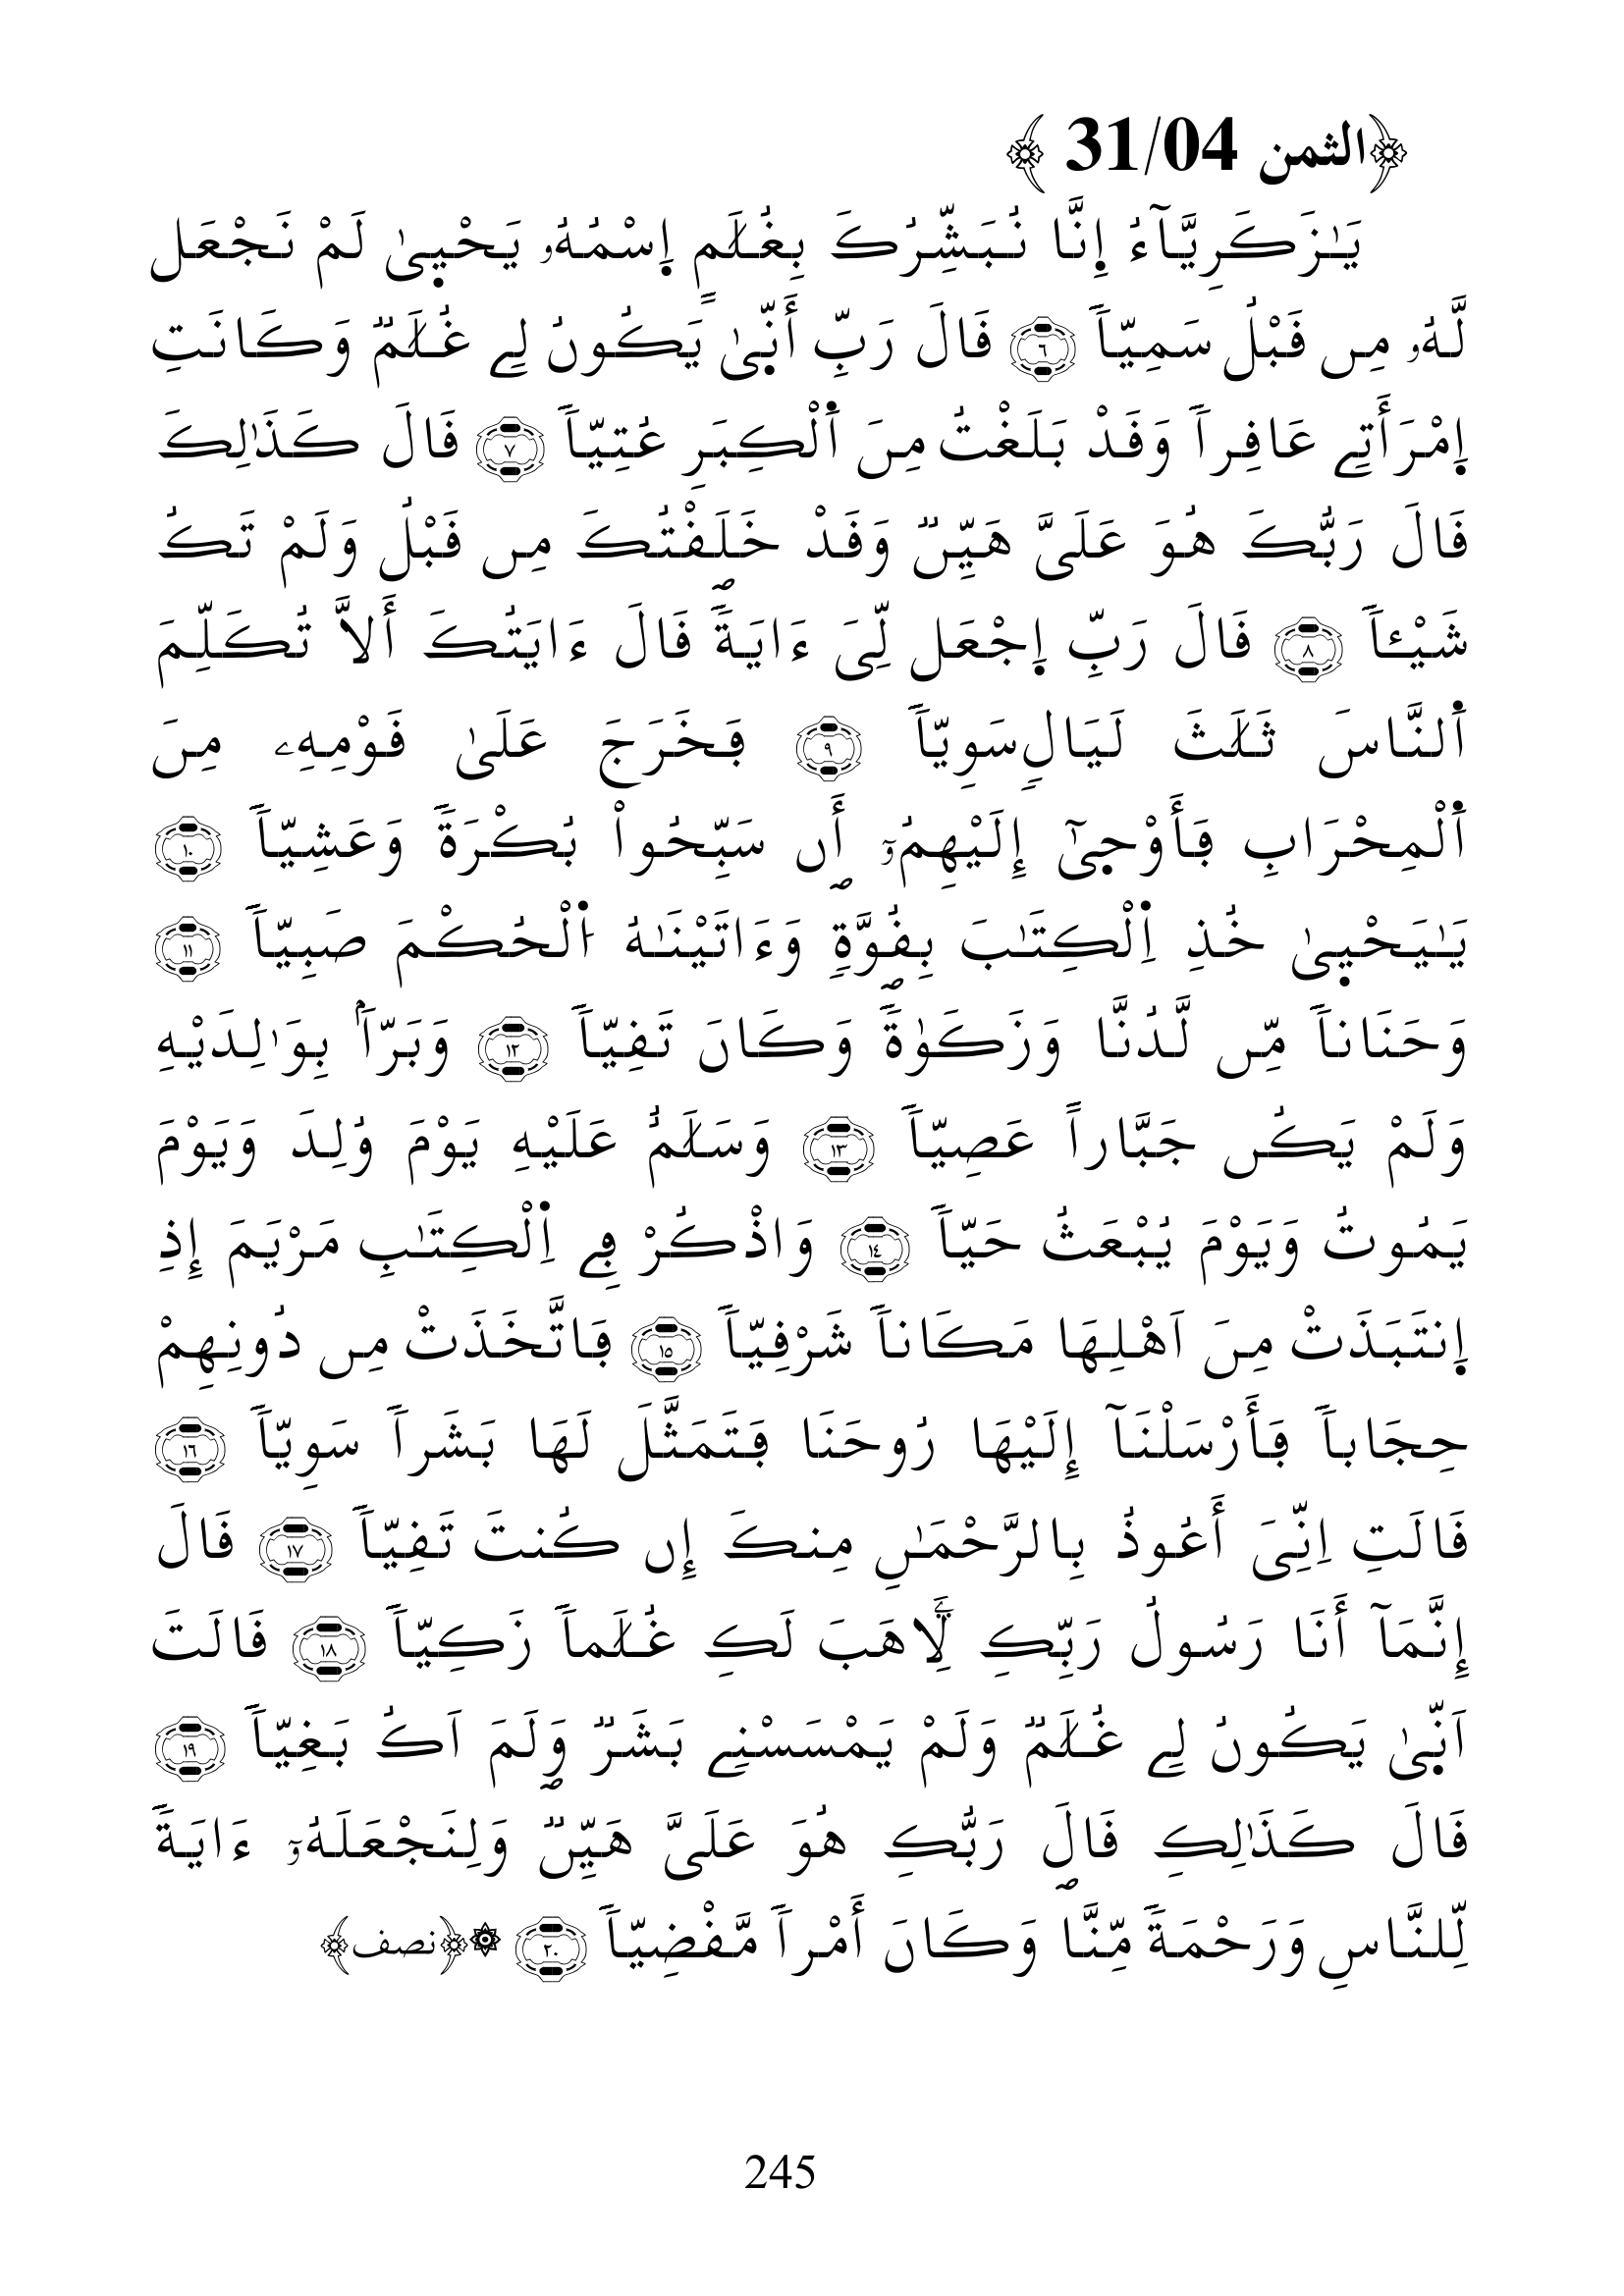 ﴿الثمن 31/04 ﴾
يَـٰزَكَرِيَّآءُ اِ۪نَّا نُبَشِّرُكَ بِغُلَٰمٍ اِ۪سْمُهُۥ يَحْي۪ىٰ لَمْ نَجْعَل
لَّهُۥ مِن قَبْلُ سَمِيّاٗۖ ٦ قَالَ رَبِّ أَنّ۪ىٰ يَكُونُ لِے غُلَٰمٞ وَكَانَتِ
اِ۪مْرَأَتِے عَاقِراٗ وَقَدْ بَلَغْتُ مِنَ اَ۬لْكِبَرِ عُتِيّاٗۖ ٧ قَالَ كَذَٰلِكَ
قَالَ رَبُّكَ هُوَ عَلَىَّ هَيِّنٞ وَقَدْ خَلَقْتُكَ مِن قَبْلُ وَلَمْ تَكُ
شَيْـٔاٗۖ ٨ قَالَ رَبِّ اِ۪جْعَل لِّىَ ءَايَةٗۖ قَالَ ءَايَتُكَ أَلَّا تُكَلِّمَ
اَ۬لنَّاسَ ثَلَٰثَ لَيَالٖ سَوِيّاٗۖ ٩ فَخَرَجَ عَلَىٰ قَوْمِهِۦ مِنَ
اَ۬لْمِحْرَابِ فَأَوْح۪ىٰٓ إِلَيْهِمُۥٓ أَن سَبِّحُواْ بُكْرَةٗ وَعَشِيّاٗۖ ١٠
يَـٰيَحْي۪ىٰ خُذِ اِ۬لْكِتَٰبَ بِقُوَّةٖۖ وَءَاتَيْنَٰهُ اُ۬لْحُكْمَ صَبِيّاٗ ١١
وَحَنَاناٗ مِّن لَّدُنَّا وَزَكَوٰةٗۖ وَكَانَ تَقِيّاٗ ١٢ وَبَرّاَۢ بِوَٰلِدَيْهِ
وَلَمْ يَكُن جَبَّاراً عَصِيّاٗۖ ١٣ وَسَلَٰمٌ عَلَيْهِ يَوْمَ وُلِدَ وَيَوْمَ
يَمُوتُ وَيَوْمَ يُبْعَثُ حَيّاٗۖ ١٤ وَاذْكُرْ فِے اِ۬لْكِتَٰبِ مَرْيَمَ إِذِ
اِ۪نتَبَذَتْ مِنَ اَهْلِهَا مَكَاناٗ شَرْقِيّاٗ ١٥ فَاتَّخَذَتْ مِن دُونِهِمْ
حِجَاباٗ فَأَرْسَلْنَآ إِلَيْهَا رُوحَنَا فَتَمَثَّلَ لَهَا بَشَراٗ سَوِيّاٗۖ ١٦
قَالَتِ اِنِّىَ أَعُوذُ بِالرَّحْمَٰنِ مِنكَ إِن كُنتَ تَقِيّاٗۖ ١٧ قَالَ
إِنَّمَآ أَنَا رَسُولُ رَبِّكِ لِأَهَبَ لَكِ غُلَٰماٗ زَكِيّاٗۖ ١٨ قَالَتَ
اَنّ۪ىٰ يَكُونُ لِے غُلَٰمٞ وَلَمْ يَمْسَسْنِے بَشَرٞ وَلَمَ اَكُ بَغِيّاٗۖ ١٩
قَالَ كَذَٰلِكِۖ قَالَ رَبُّكِ هُوَ عَلَىَّ هَيِّنٞ وَلِنَجْعَلَهُۥٓ ءَايَةٗ
لِّلنَّاسِ وَرَحْمَةٗ مِّنَّا وَكَانَ أَمْراٗ مَّقْضِيّاٗۖ ٢٠ ۞﴿نصف﴾
245